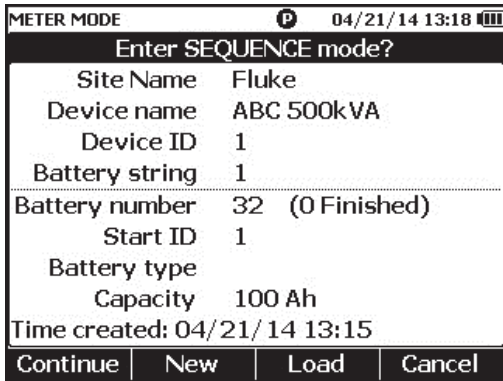 METER MODE P 04/21/14 13:18
Enter SEQUENCE mode?
Site Name Fluke
Device name ABC 500kVA
Device ID 1
Battery string 1
Battery number 32 (0 Finished)
Start ID 1
Battery type
Capacity 100 Ah
Time created: 04/21/14 13:15
Continue New Load Cancel